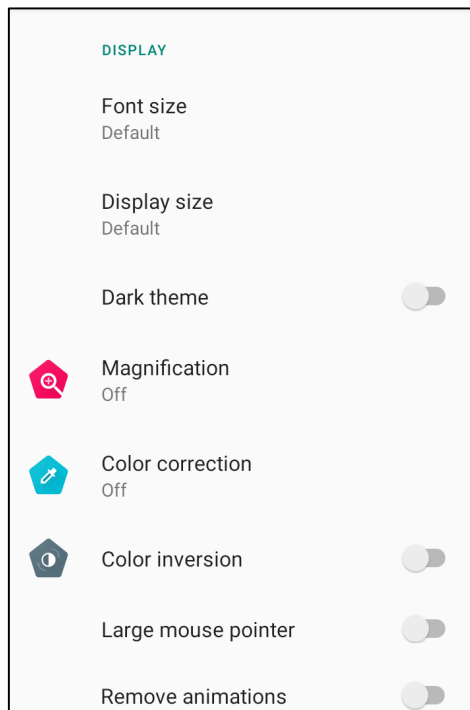 DISPLAY
Font size
Default
Display size
Default
Dark theme
Magnification
Off
Color correction
Off
Color inversion
Large mouse pointer
Remove animations